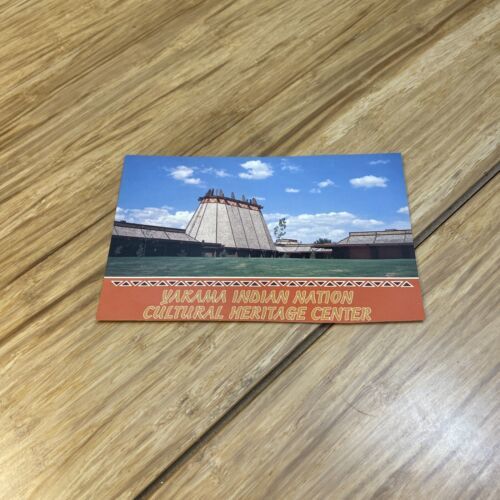 YAKAMA INDIAN NATION
CULTURAL HERITAGE CENTER